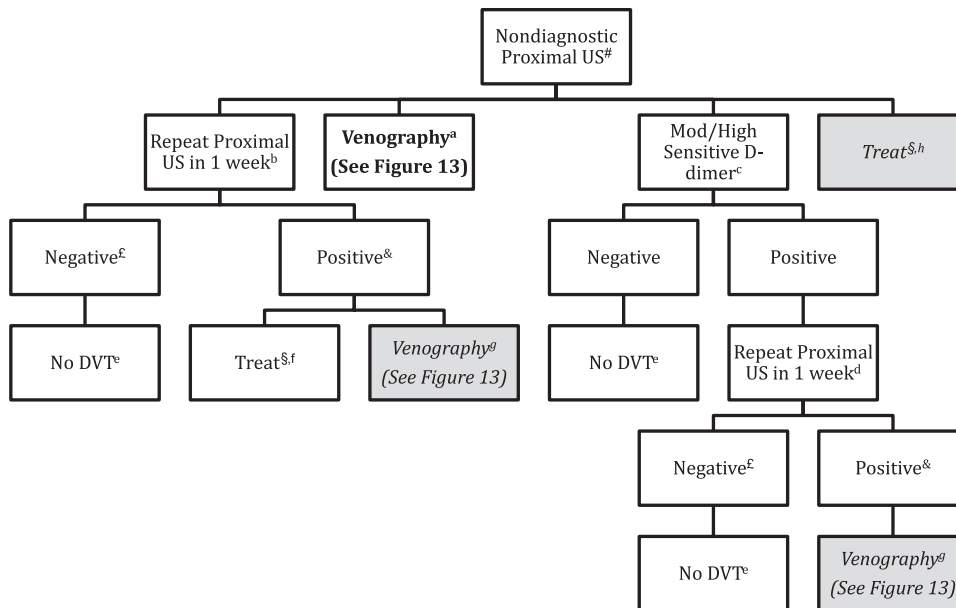 Nondiagnostic
Proximal US#
Repeat Proximal
US in 1 weekᵇ
Venographyᵃ
(See Figure 13)
Mod/High
Sensitive D-
dimerᶜ
Treat§,ʰ
Negative£
Positive&
Negative
Positive
No DVTᵉ
Treat§,ᶠ
Venographyᵍ
(See Figure 13)
No DVTᵉ
Repeat Proximal
US in 1 weekᵈ
Negative£
Positive&
No DVTᵉ
Venographyᵍ
(See Figure 13)